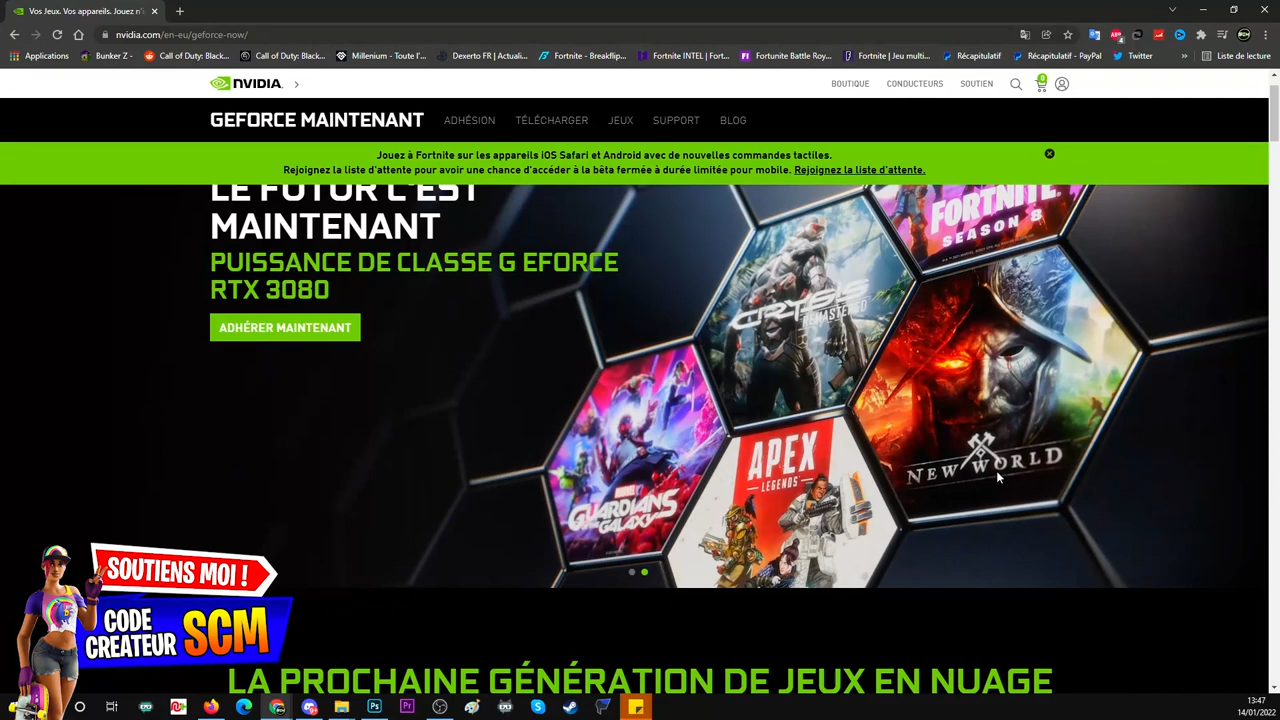 Vos Jeux. Vos appareils. Jouez n'i
nvidia.com/en-eu/geforce-now/
Applications
Bunker Z -
Call of Duty: Black...
Call of Duty: Black...
Millenium - Toute l'...
Dexerto FR | Actuali...
Fortnite - Breakflip...
Fortnite INTEL | Fort...
Fortunite Battle Roy...
Fortnite | Jeu multi...
Récapitulatif
Récapitulatif - PayPal
Twitter
»
Liste de lecture
NVIDIA.
BOUTIQUE
CONDUCTEURS
SOUTIEN
0
GEFORCE MAINTENANT
ADHÉSION
TÉLÉCHARGER
JEUX
SUPPORT
BLOG
Jouez à Fortnite sur les appareils iOS Safari et Android avec de nouvelles commandes tactiles.
Rejoignez la liste d'attente pour avoir une chance d'accéder à la bêta fermée à durée limitée pour mobile. Rejoignez la liste d'attente.
LE FUTUR C'EST
MAINTENANT
PUISSANCE DE CLASSE G EFORCE
RTX 3080
ADHÉRER MAINTENANT
FORTNITE
SEASON 8
CRYSIS
REMASTERED
NEW WORLD
MARVEL
GUARDIANS
OF THE
GALAXY
APEX
LEGENDS
SOUTIENS MOI !
CODE
CREATEUR
SCM
LA PROCHAINE GÉNÉRATION DE JEUX EN NUAGE
13:47
14/01/2022